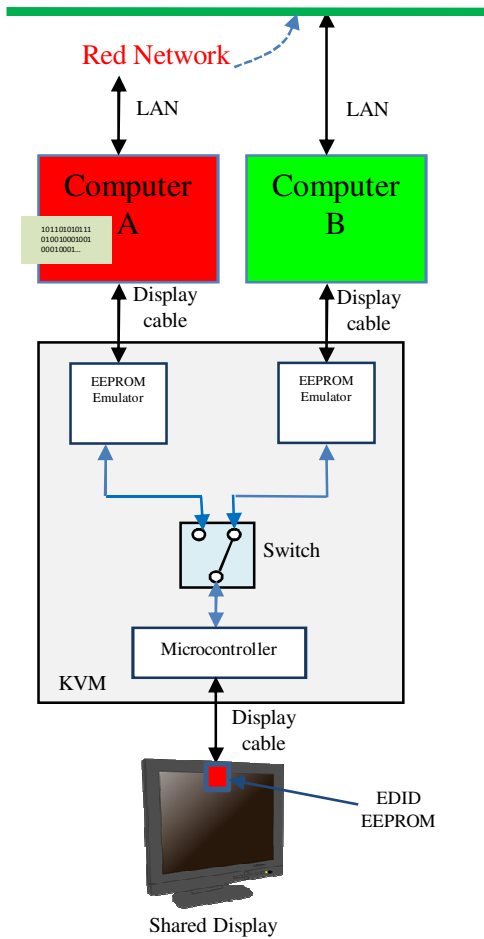 Red Network
LAN
LAN
Computer
A
Computer
B
101101010111
010010001001
00010001...
Display
cable
Display
cable
EEPROM
Emulator
EEPROM
Emulator
Switch
Microcontroller
KVM
Display
cable
EDID
EEPROM
Shared Display